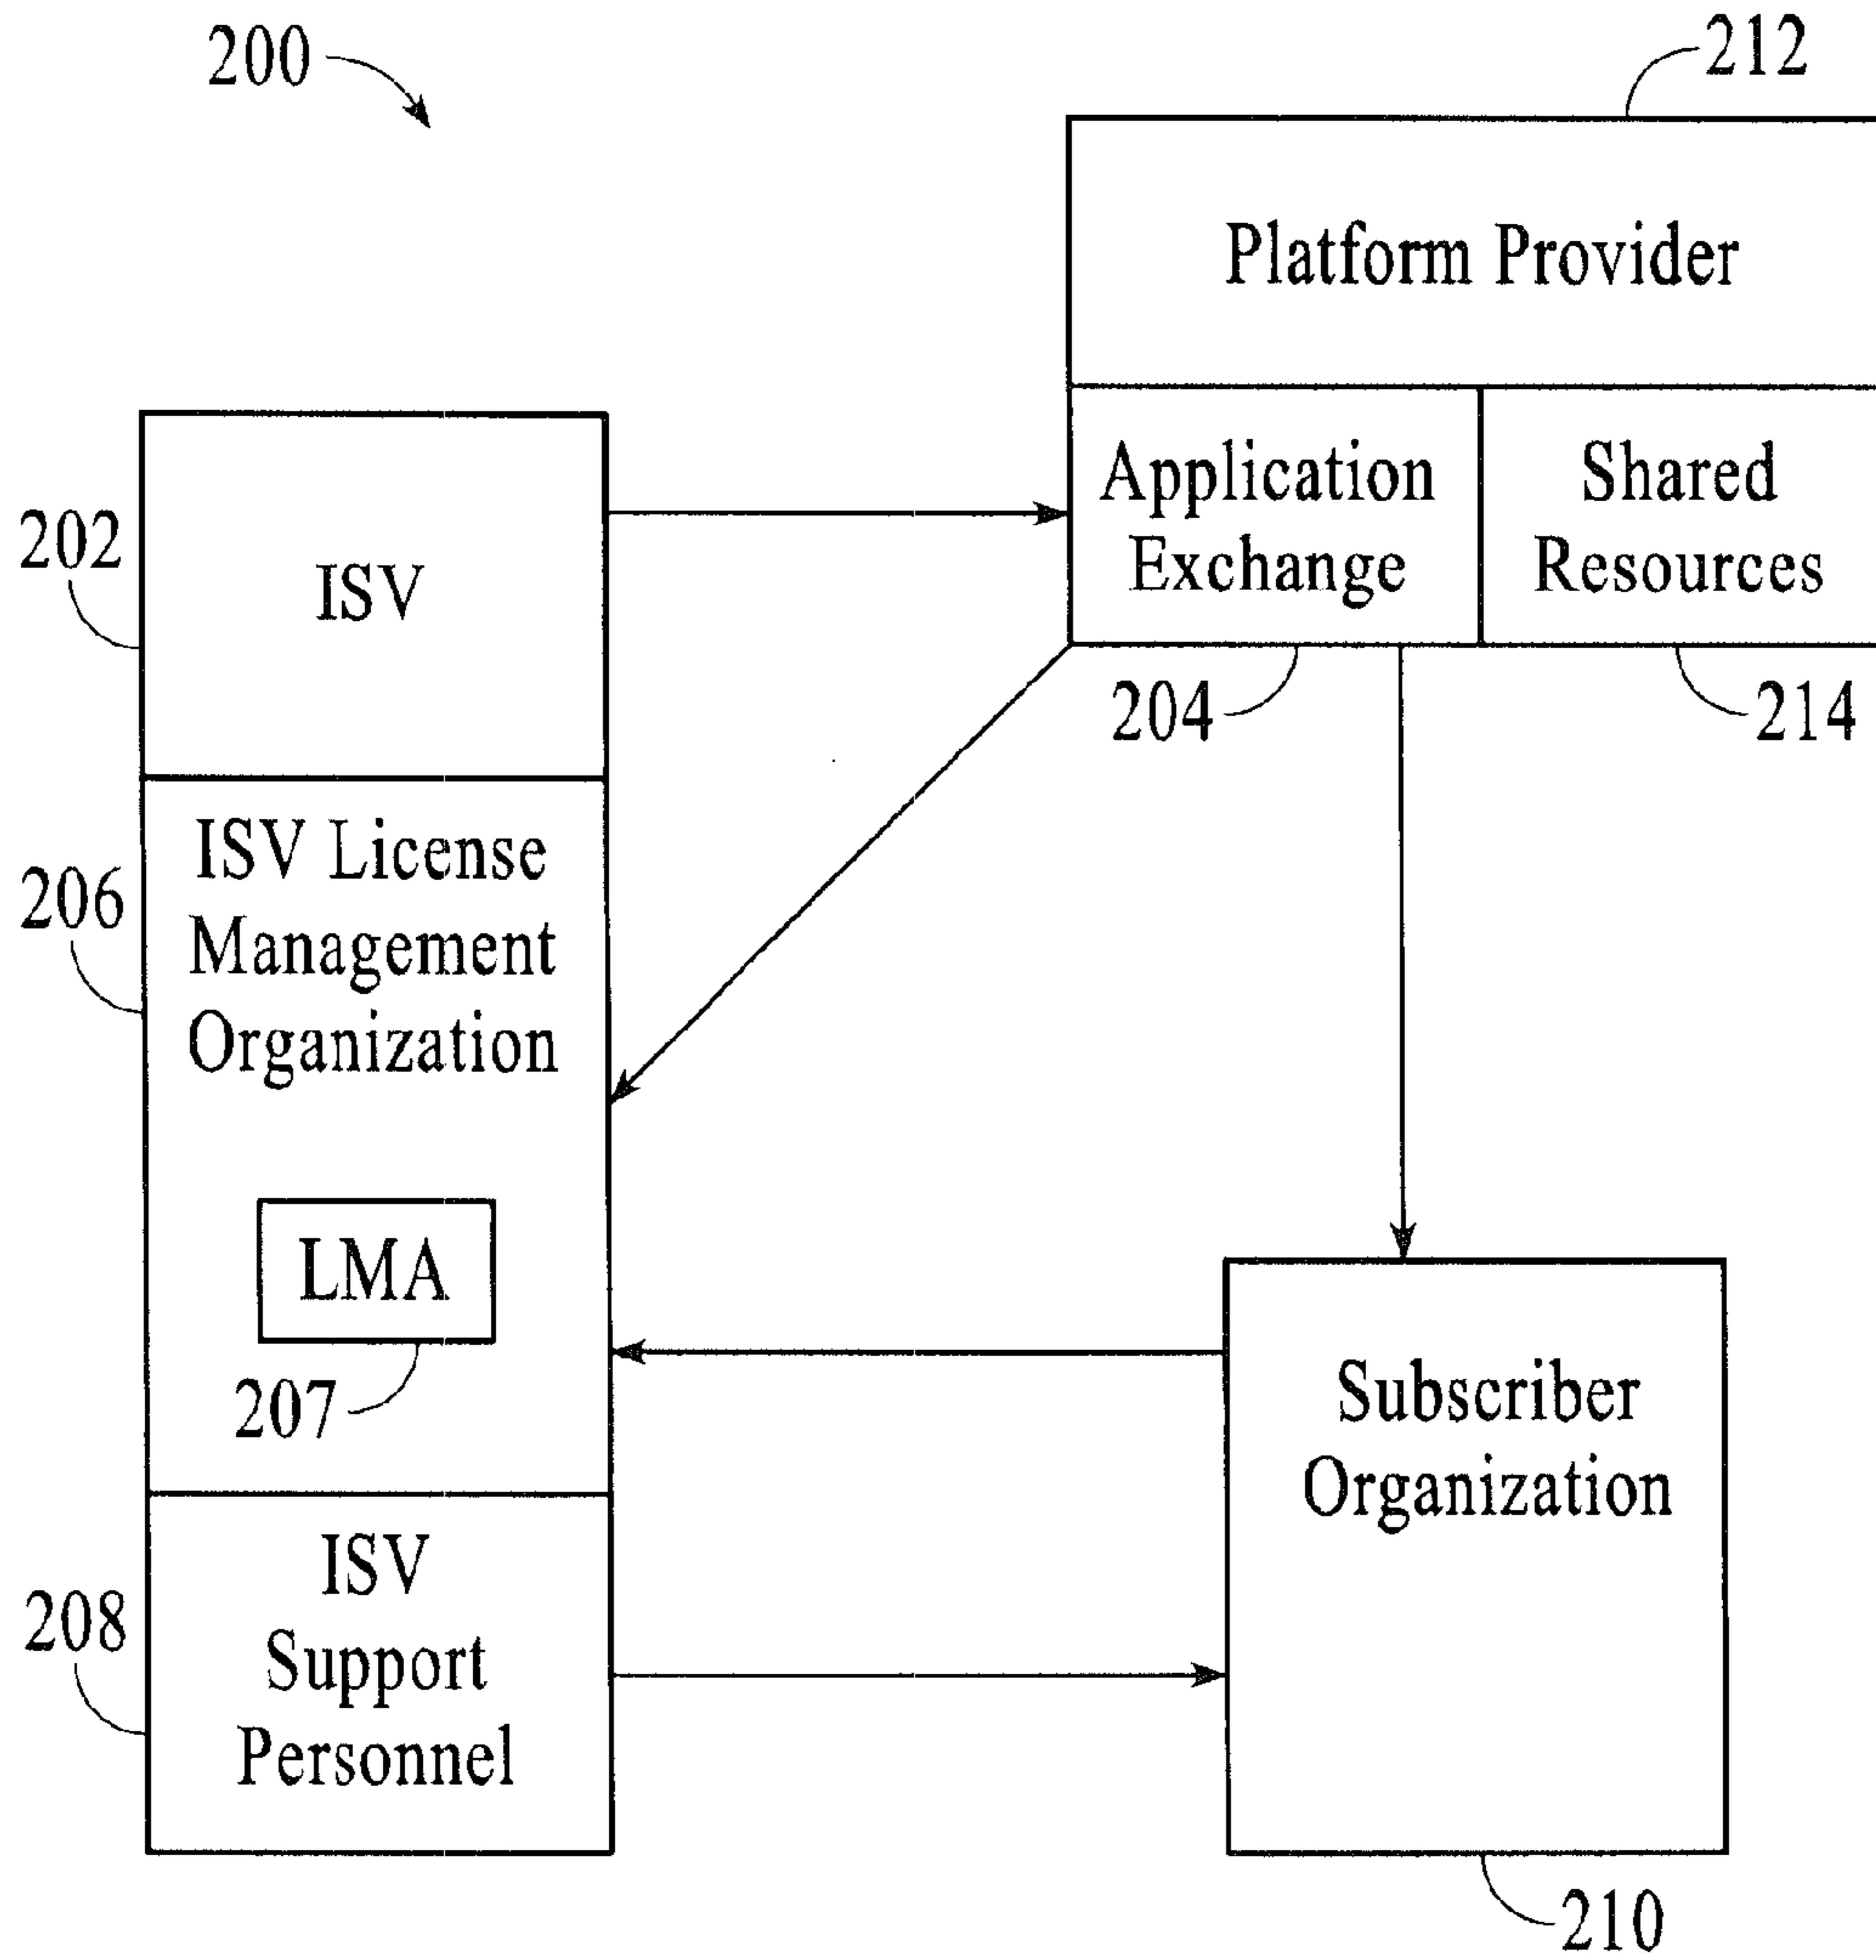 200
212
Platform Provider
Application
Exchange
Shared
Resources
204
214
202
ISV
206
ISV License
Management
Organization
LMA
207
208
ISV
Support
Personnel
Subscriber
Organization
210